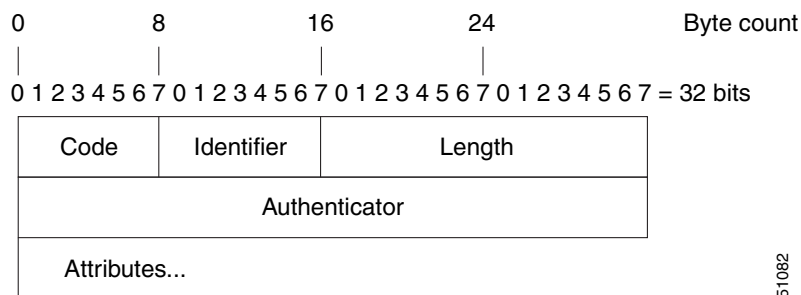 0 8 16 24 Byte count
0 1 2 3 4 5 6 7 0 1 2 3 4 5 6 7 0 1 2 3 4 5 6 7 0 1 2 3 4 5 6 7 = 32 bits
Code Identifier Length
Authenticator
Attributes...